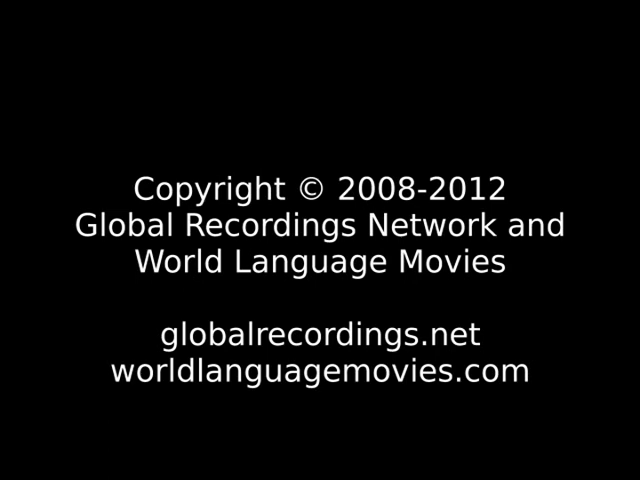 Copyright © 2008-2012
Global Recordings Network and
World Language Movies
globalrecordings.net
worldlanguagemovies.com